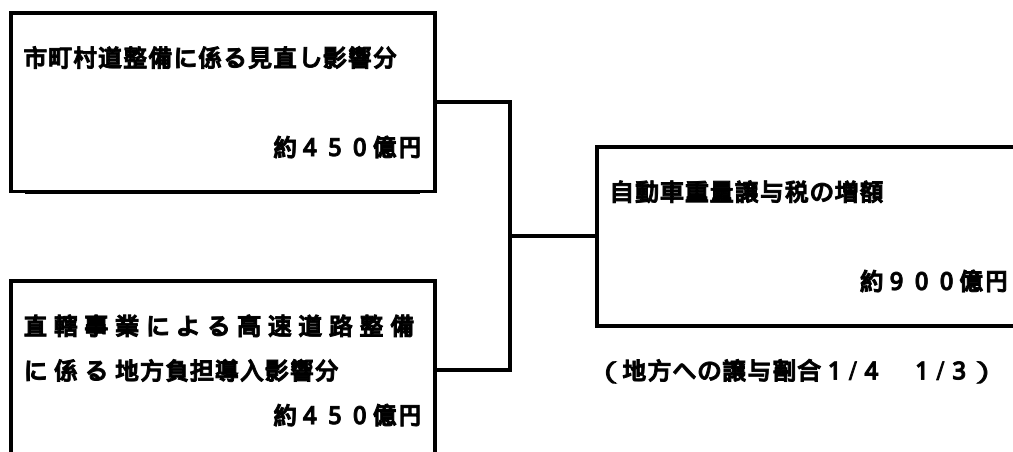 市町村道整備に係る見直し影響分
約４５０億円
直轄事業による高速道路整備
に係る地方負担導入影響分
約４５０億円
自動車重量譲与税の増額
約９００億円
（地方への譲与割合１/４　１/３）